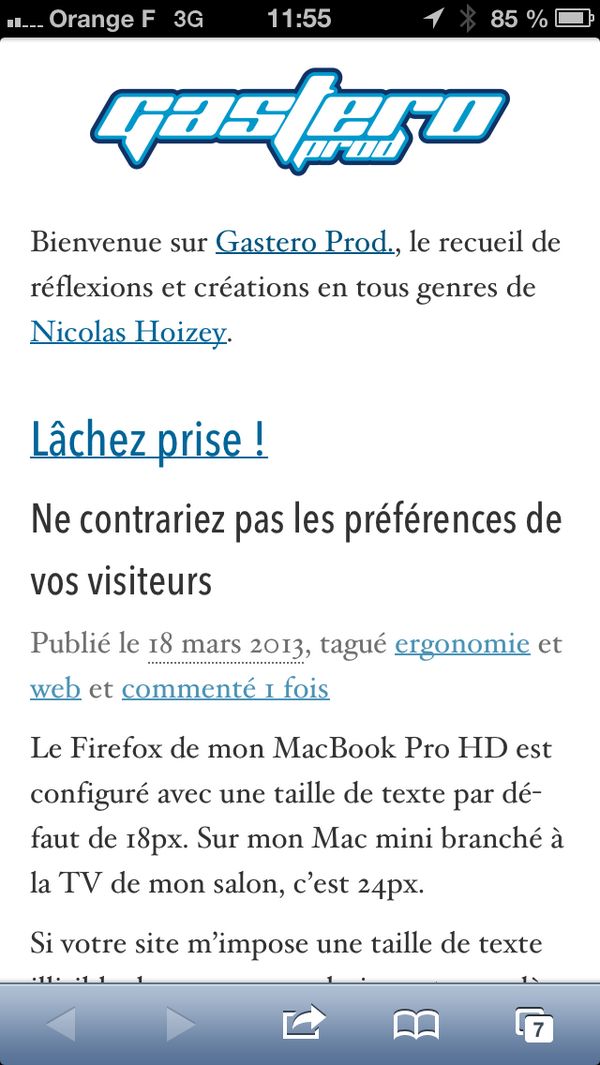 Orange F 3G 11:55 85 %
gastero
prod
Bienvenue sur Gastero Prod., le recueil de
réflexions et créations en tous genres de
Nicolas Hoizey.
Lâchez prise !
Ne contrariez pas les préférences de
vos visiteurs
Publié le 18 mars 2013, tagué ergonomie et
web et commenté 1 fois
Le Firefox de mon MacBook Pro HD est
configuré avec une taille de texte par dé-
faut de 18px. Sur mon Mac mini branché à
la TV de mon salon, c’est 24px.
Si votre site m’impose une taille de texte
7